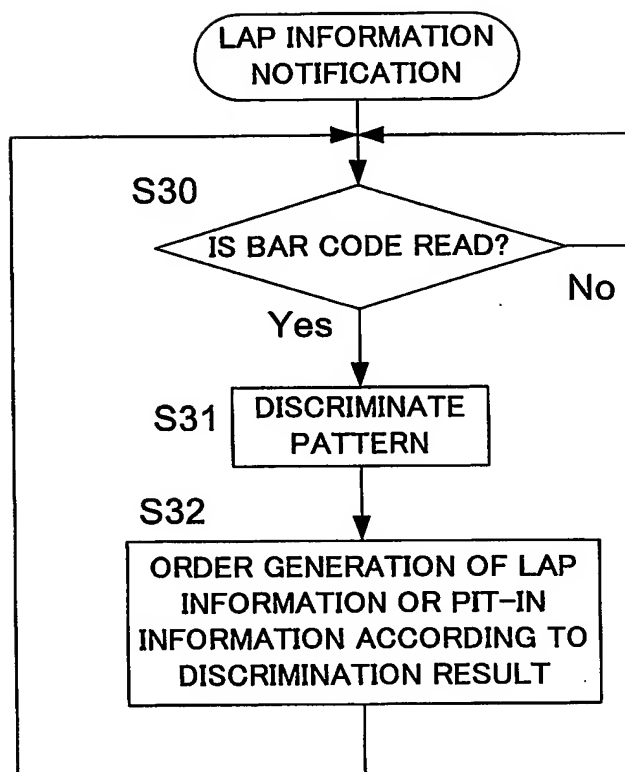 LAP INFORMATION
NOTIFICATION
S30
IS BAR CODE READ?
No
Yes
S31
DISCRIMINATE
PATTERN
S32
ORDER GENERATION OF LAP
INFORMATION OR PIT-IN
INFORMATION ACCORDING TO
DISCRIMINATION RESULT